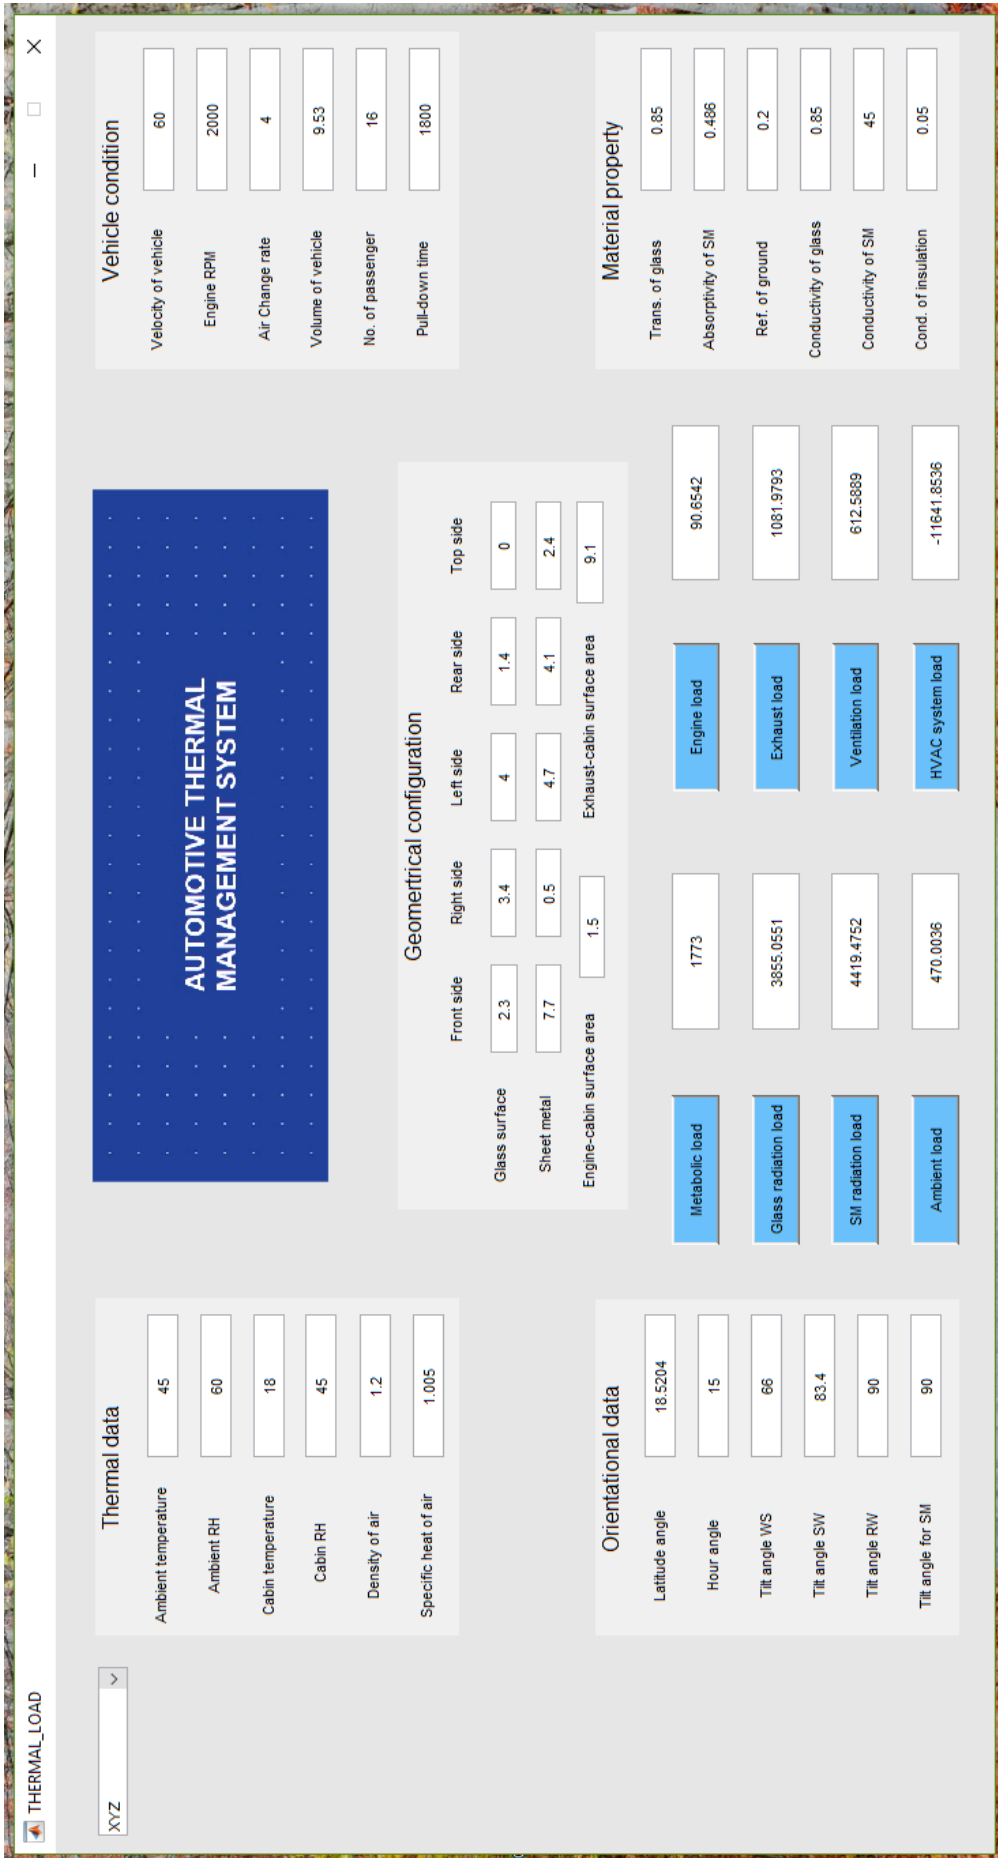 THERMAL_LOAD
XYZ
AUTOMOTIVE THERMAL
MANAGEMENT SYSTEM
Thermal data
Ambient temperature 45
Ambient RH 60
Cabin temperature 18
Cabin RH 45
Density of air 1.2
Specific heat of air 1.005
Vehicle condition
Velocity of vehicle 60
Engine RPM 2000
Air Change rate 4
Volume of vehicle 9.53
No. of passenger 16
Pull-down time 1800
Geomertrical configuration
Front side Right side Left side Rear side Top side
Glass surface 2.3 3.4 4 1.4 0
Sheet metal 7.7 0.5 4.7 4.1 2.4
Engine-cabin surface area 1.5 Exhaust-cabin surface area 9.1
Orientational data
Latitude angle 18.5204
Hour angle 15
Tilt angle WS 66
Tilt angle SW 83.4
Tilt angle RW 90
Tilt angle for SM 90
Metabolic load 1773 Engine load 90.6542
Glass radiation load 3855.0551 Exhaust load 1081.9793
SM radiation load 4419.4752 Ventilation load 612.5889
Ambient load 470.0036 HVAC system load -11641.8536
Material property
Trans. of glass 0.85
Absorptivity of SM 0.486
Ref. of ground 0.2
Conductivity of glass 0.85
Conductivity of SM 45
Cond. of insulation 0.05